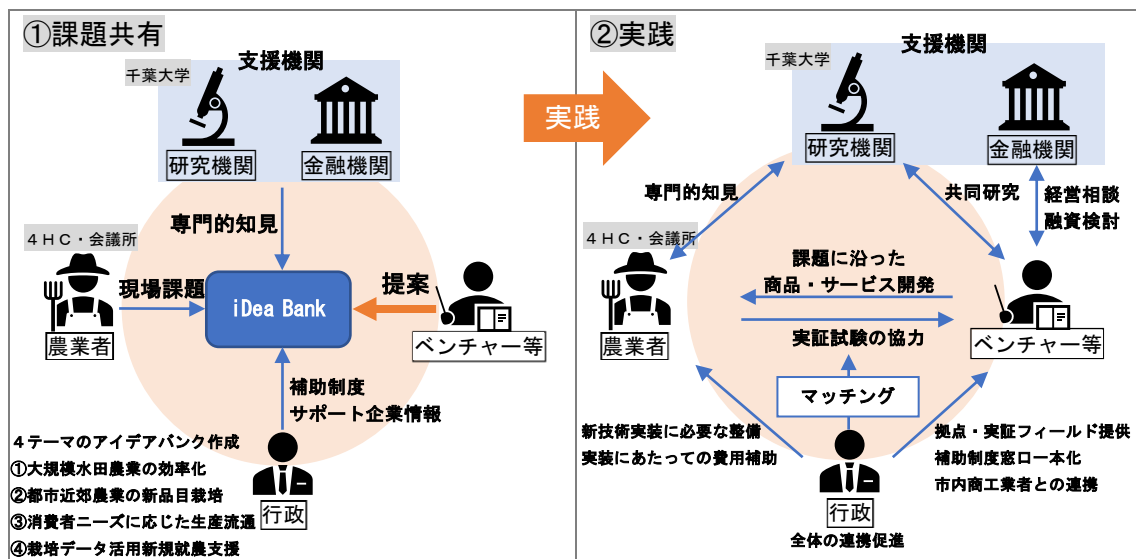 ①課題共有
支援機関
千葉大学
研究機関
金融機関
専門的知見
4HC・会議所
現場課題
農業者
iDea Bank
提案
ベンチャー等
補助制度
サポート企業情報
行政
4テーマのアイデアバンク作成
①大規模水田農業の効率化
②都市近郊農業の新品目栽培
③消費者ニーズに応じた生産流通
④栽培データ活用新規就農支援
実践
②実践
支援機関
千葉大学
研究機関
金融機関
専門的知見
共同研究
経営相談
融資検討
4HC・会議所
農業者
課題に沿った
商品・サービス開発
実証試験の協力
ベンチャー等
マッチング
新技術実装に必要な整備
実装にあたっての費用補助
拠点・実証フィールド提供
補助制度窓口一本化
市内商工業者との連携
行政
全体の連携促進